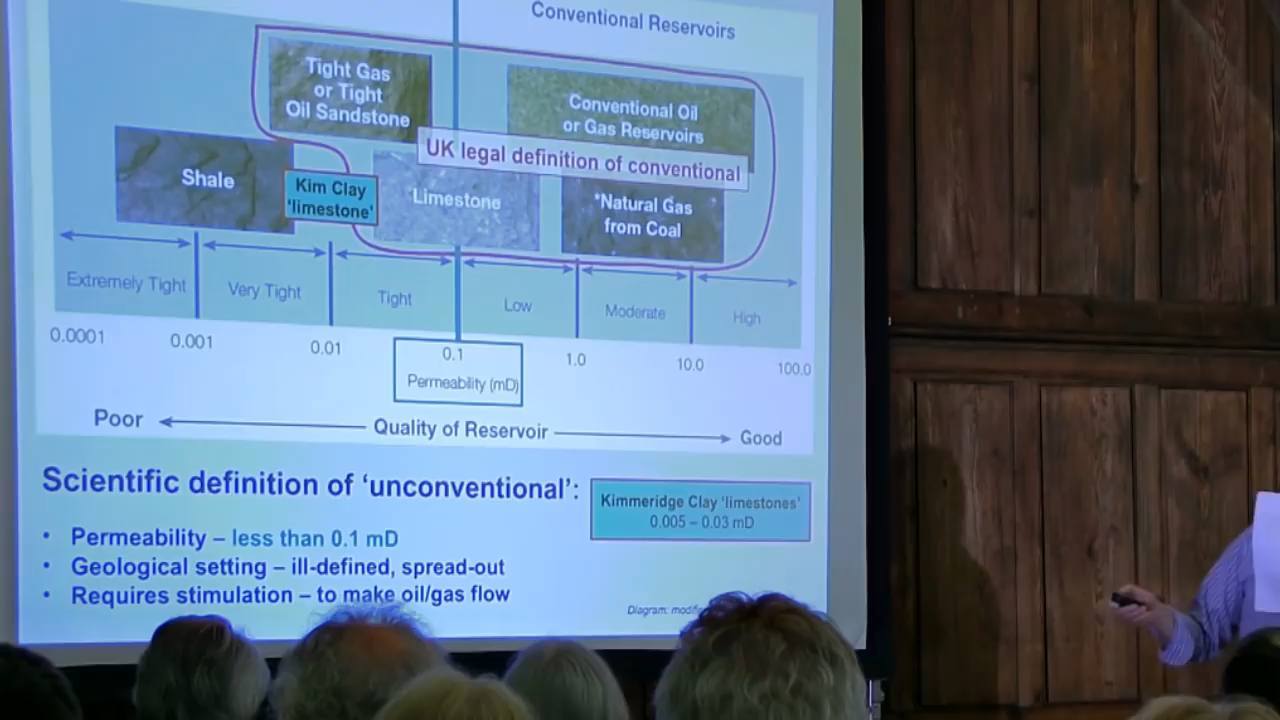 Conventional Reservoirs
Tight Gas
or Tight
Oil Sandstone
Conventional Oil
or Gas Reservoirs
UK legal definition of conventional
Shale
Kim Clay
'limestone'
Limestone
*Natural Gas
from Coal
Extremely Tight
Very Tight
Tight
Low
Moderate
High
0.0001
0.001
0.01
0.1
1.0
10.0
100.0
Permeability (mD)
Poor
Quality of Reservoir
Good
Scientific definition of 'unconventional':
Kimmeridge Clay 'limestones'
0.005 – 0.03 mD
• Permeability – less than 0.1 mD
• Geological setting – ill-defined, spread-out
• Requires stimulation – to make oil/gas flow
Diagram: